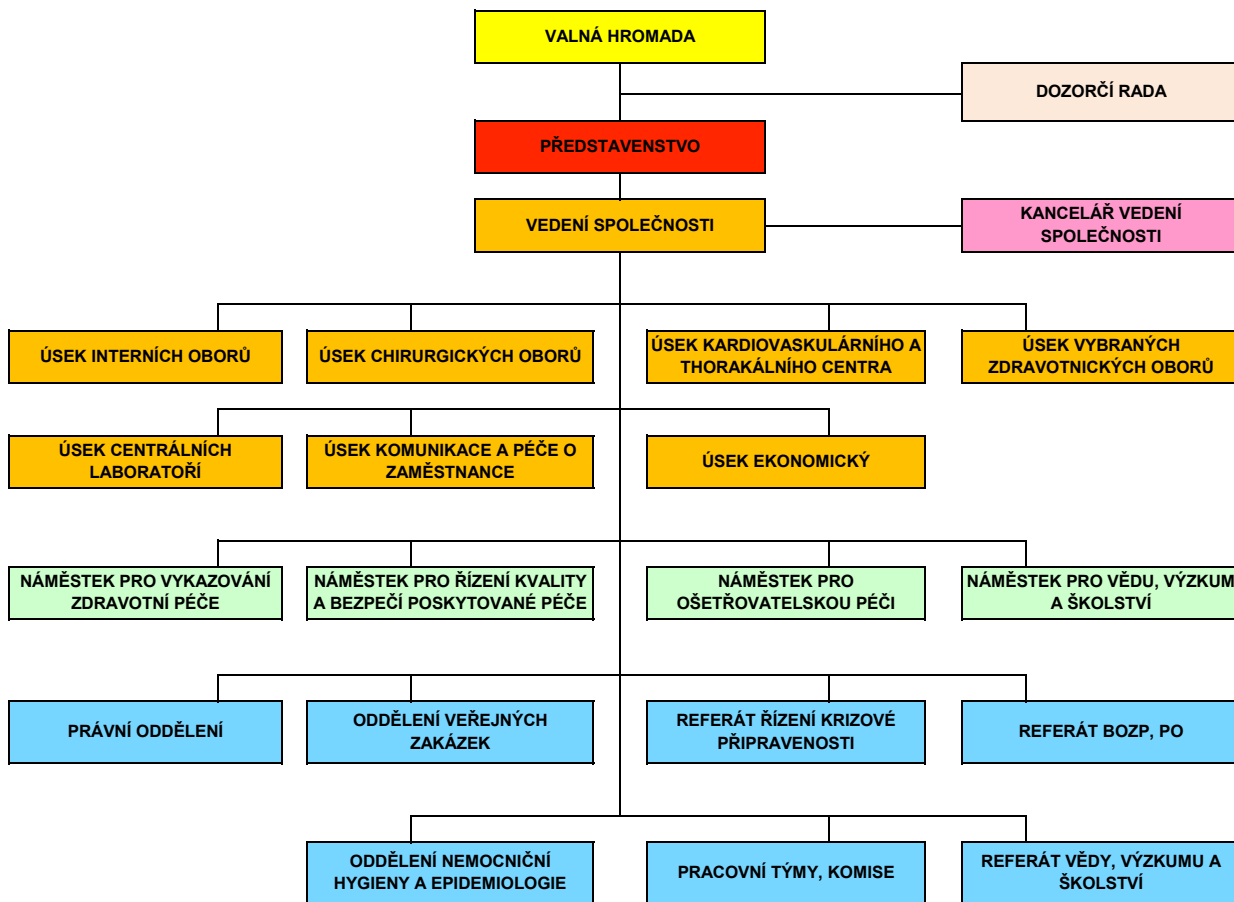 VALNÁ HROMADA
DOZORČÍ RADA
PŘEDSTAVENSTVO
VEDENÍ SPOLEČNOSTI
KANCELÁŘ VEDENÍ
SPOLEČNOSTI
ÚSEK INTERNÍCH OBORŮ
ÚSEK CHIRURGICKÝCH OBORŮ
ÚSEK KARDIOVASKULÁRNÍHO A
THORAKÁLNÍHO CENTRA
ÚSEK VYBRANÝCH
ZDRAVOTNICKÝCH OBORŮ
ÚSEK CENTRÁLNÍCH
LABORATOŘÍ
ÚSEK KOMUNIKACE A PÉČE O
ZAMĚSTNANCE
ÚSEK EKONOMICKÝ
NÁMĚSTEK PRO VYKAZOVÁNÍ
ZDRAVOTNÍ PÉČE
NÁMĚSTEK PRO ŘÍZENÍ KVALITY
A BEZPEČÍ POSKYTOVANÉ PÉČE
NÁMĚSTEK PRO
OŠETŘOVATELSKOU PÉČI
NÁMĚSTEK PRO VĚDU, VÝZKUM
A ŠKOLSTVÍ
PRÁVNÍ ODDĚLENÍ
ODDĚLENÍ VEŘEJNÝCH
ZAKÁZEK
REFERÁT ŘÍZENÍ KRIZOVÉ
PŘIPRAVENOSTI
REFERÁT BOZP, PO
ODDĚLENÍ NEMOCNIČNÍ
HYGIENY A EPIDEMIOLOGIE
PRACOVNÍ TÝMY, KOMISE
REFERÁT VĚDY, VÝZKUMU A
ŠKOLSTVÍ